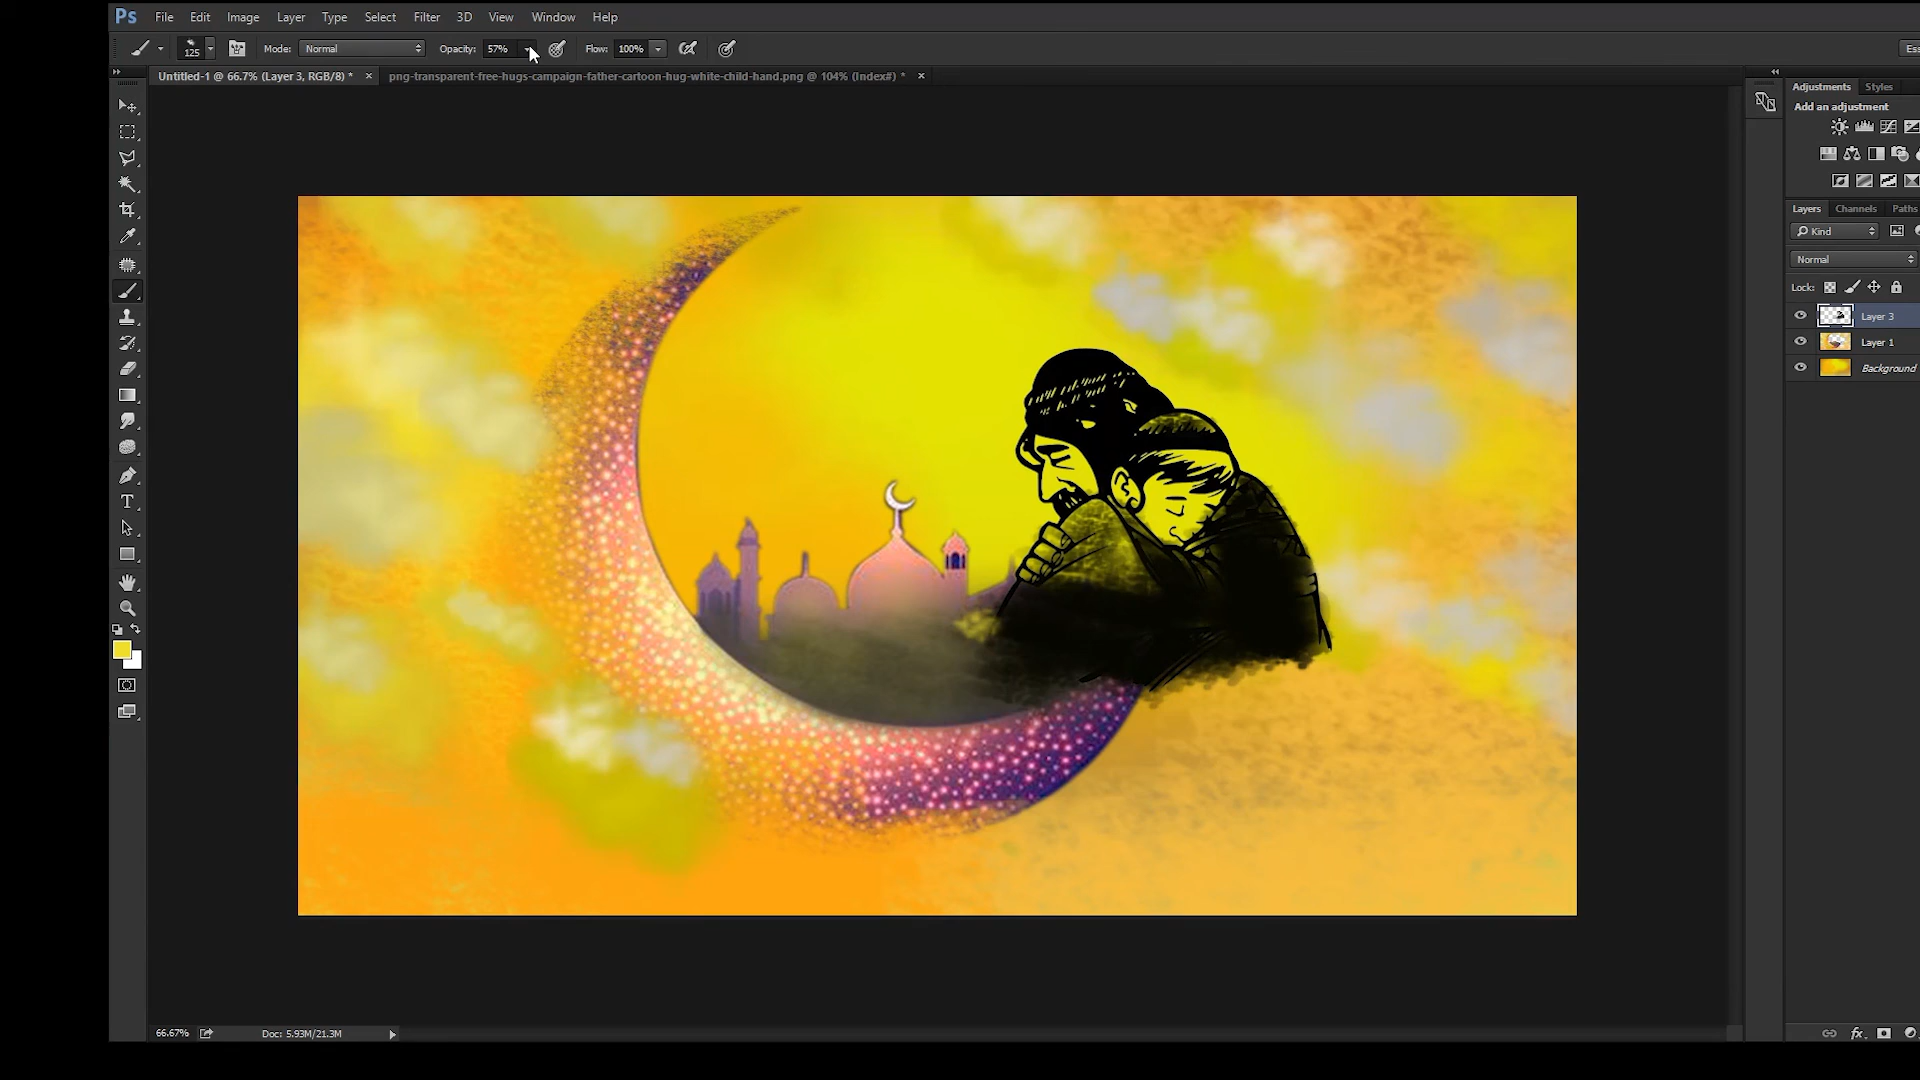 Ps File Edit Image Layer Type Select Filter 3D View Window Help
125 Mode: Normal Opacity: 57% Flow: 100%
Untitled-1 @ 66.7% (Layer 3, RGB/8) * × png-transparent-free-hugs-campaign-father-cartoon-hug-white-child-hand.png @ 104% (Index#) * ×
Adjustments Styles
Add an adjustment
Layers Channels Paths
Kind
Normal
Lock:
Layer 3
Layer 1
Background
T
66.67% Doc: 5.93M/21.3M
fx